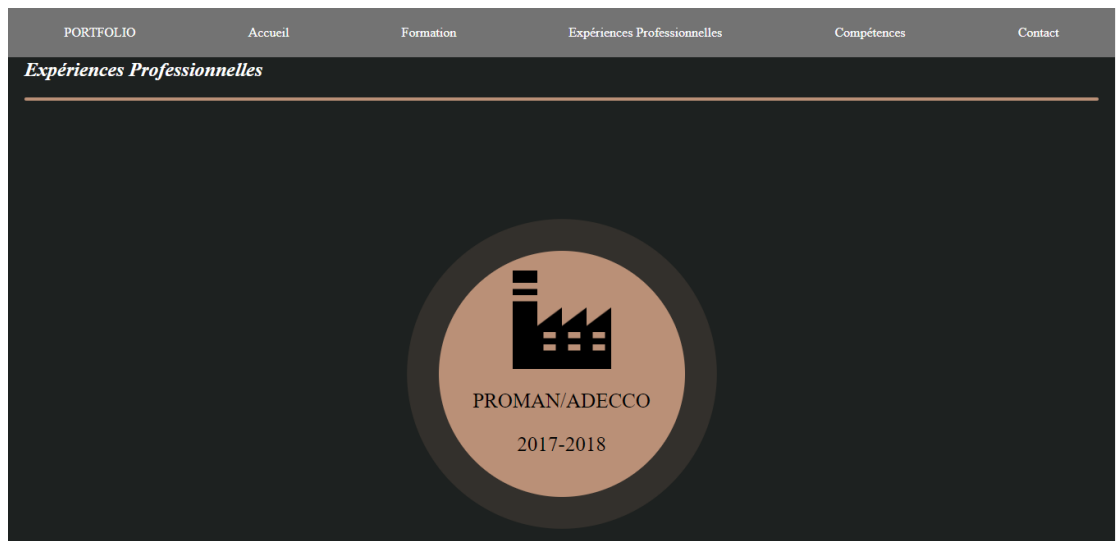 PORTFOLIO Accueil Formation Expériences Professionnelles Compétences Contact
Expériences Professionnelles
PROMAN/ADECCO
2017-2018